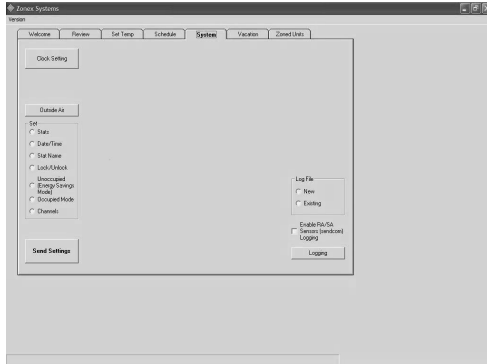 Zonex Systems
Version
Welcome Review Set Temp Schedule System Vacation Zoned Units
Clock Setting
Outside Air
Set
Stats
Date/Time
Stat Name
Lock/Unlock
Unoccupied
(Energy Savings
Mode)
Occupied Mode
Channels
Send Settings
Log File
New
Existing
Enable RA/SA
Sensors (sendcom)
Logging
Logging